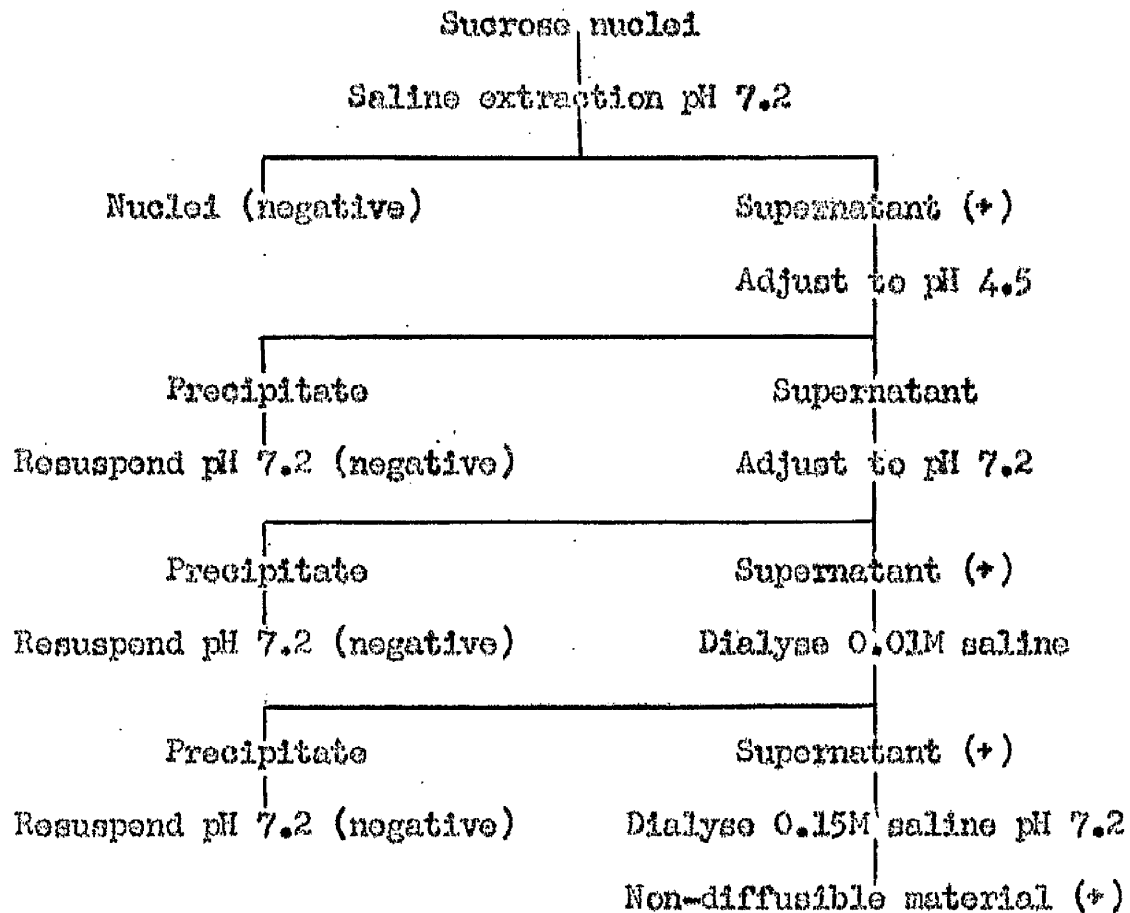 Sucrose nuclei
Saline extraction pH 7.2
Nuclei (negative) Supernatant (+)
Adjust to pH 4.5
Precipitate Supernatant
Resuspend pH 7.2 (negative) Adjust to pH 7.2
Precipitate Supernatant (+)
Resuspend pH 7.2 (negative) Dialyse 0.01M saline
Precipitate Supernatant (+)
Resuspend pH 7.2 (negative) Dialyse 0.15M saline pH 7.2
Non-diffusible material (+)